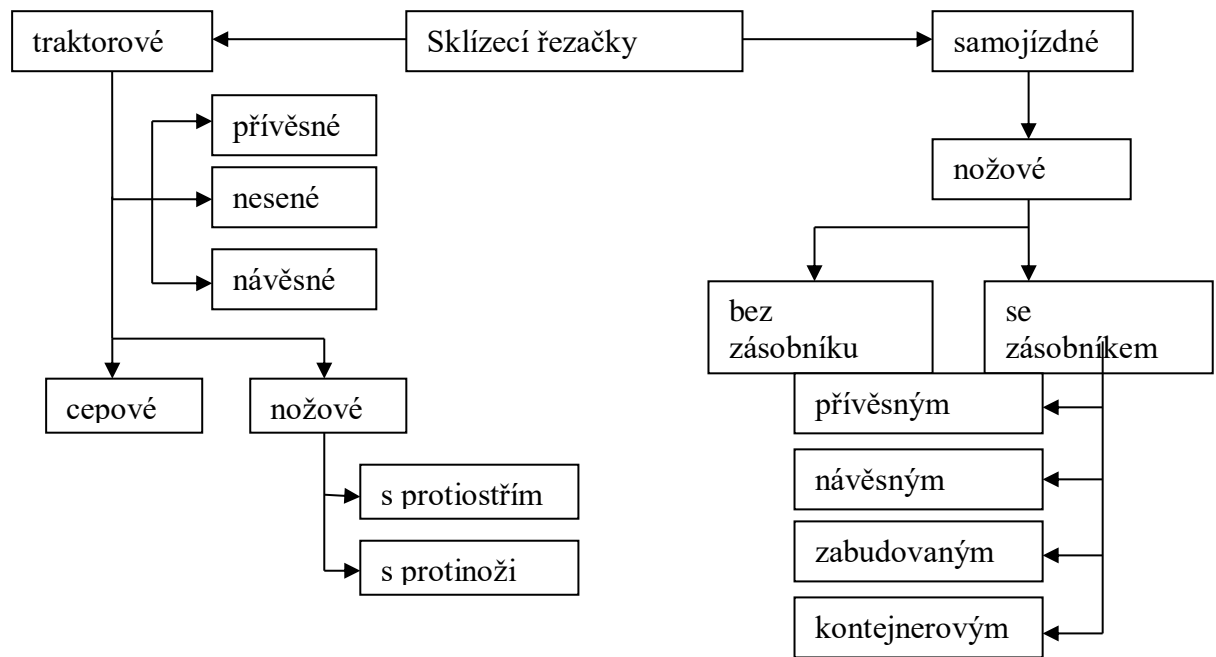 traktorové
Sklízecí řezačky
samojízdné
přívěsné
nesené
návěsné
nožové
bez
zásobníku
se
zásobníkem
cepové
nožové
přívěsným
návěsným
zabudovaným
kontejnerovým
s protiostřím
s protinoži